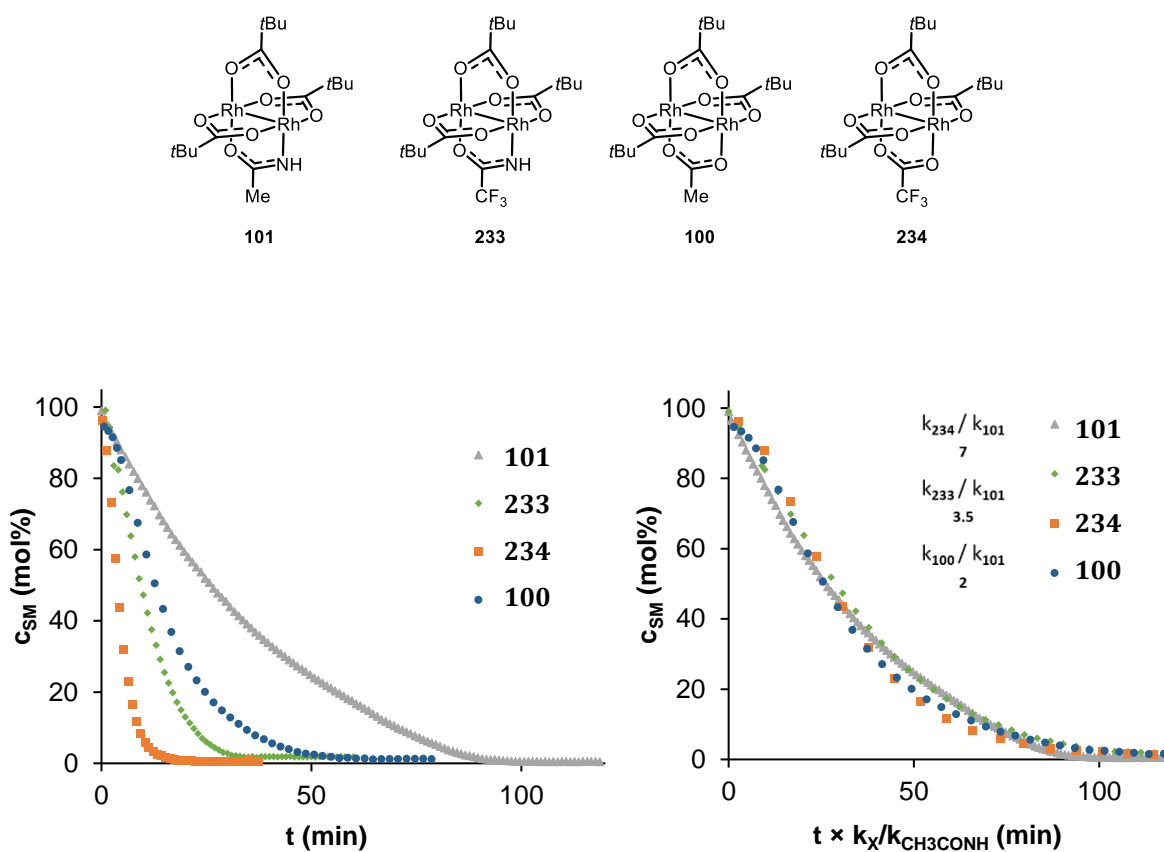 tBu
O
O
tBu
Rh
O
O
O
Rh
O
tBu
O
NH
Me
101
tBu
O
O
tBu
Rh
O
O
O
Rh
O
tBu
O
NH
CF3
233
tBu
O
O
tBu
Rh
O
O
O
Rh
O
tBu
O
O
Me
100
tBu
O
O
tBu
Rh
O
O
O
Rh
O
tBu
O
O
CF3
234
100
80
60
40
20
0
cSM (mol%)
0
50
100
t (min)
101
233
234
100
100
80
60
40
20
0
cSM (mol%)
0
50
100
t × kX/kCH3CONH (min)
k234 / k101
7
k233 / k101
3.5
k100 / k101
2
101
233
234
100